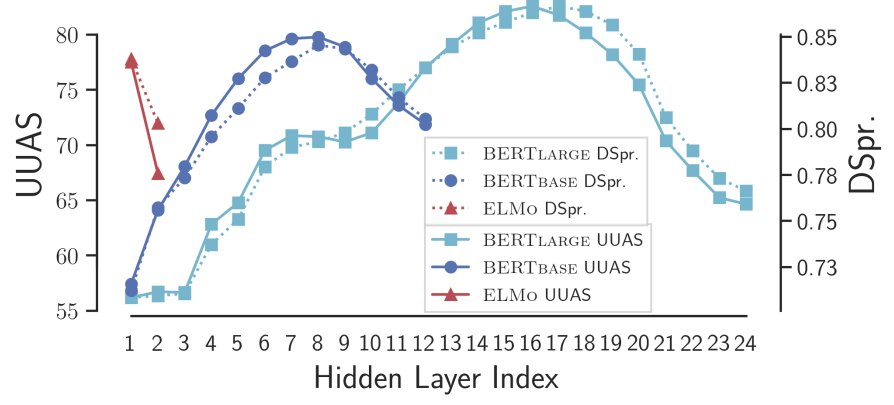 UUAS
80
75
70
65
60
55
0.85
0.83
0.80
0.78
0.75
0.73
DSpr.
BERTLARGE DSpr.
BERTBASE DSpr.
ELMO DSpr.
BERTLARGE UUAS
BERTBASE UUAS
ELMO UUAS
1 2 3 4 5 6 7 8 9 10 11 12 13 14 15 16 17 18 19 20 21 22 23 24
Hidden Layer Index